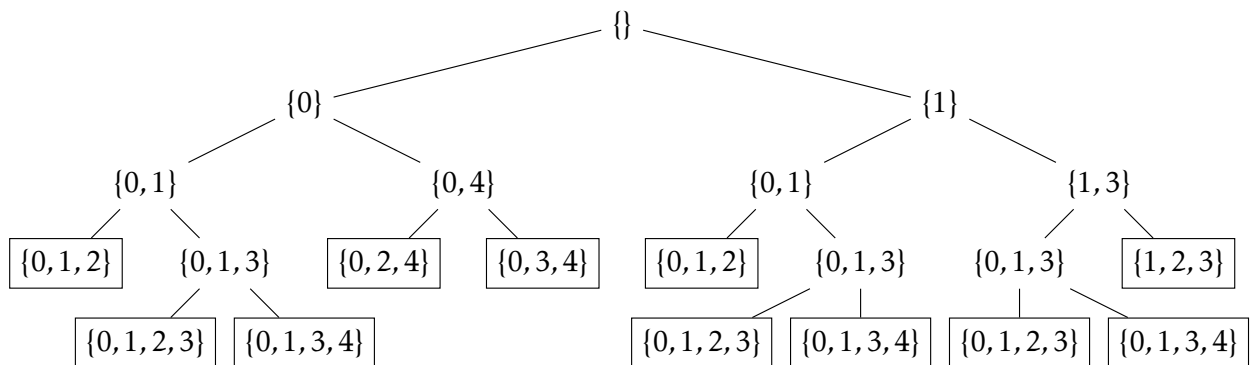 {}
{0} {1}
{0, 1} {0, 4} {0, 1} {1, 3}
{0, 1, 2} {0, 1, 3} {0, 2, 4} {0, 3, 4} {0, 1, 2} {0, 1, 3} {0, 1, 3} {1, 2, 3}
{0, 1, 2, 3} {0, 1, 3, 4} {0, 1, 2, 3} {0, 1, 3, 4} {0, 1, 2, 3} {0, 1, 3, 4}